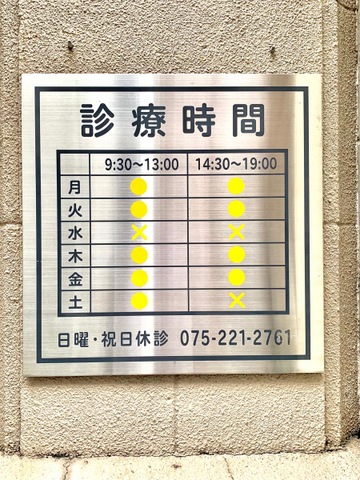 診療時間
9:30〜13:00 14:30〜19:00
月 ● ●
火 ● ●
水 × ×
木 ● ●
金 ● ●
土 ● ×
日曜・祝日休診 075-221-2761